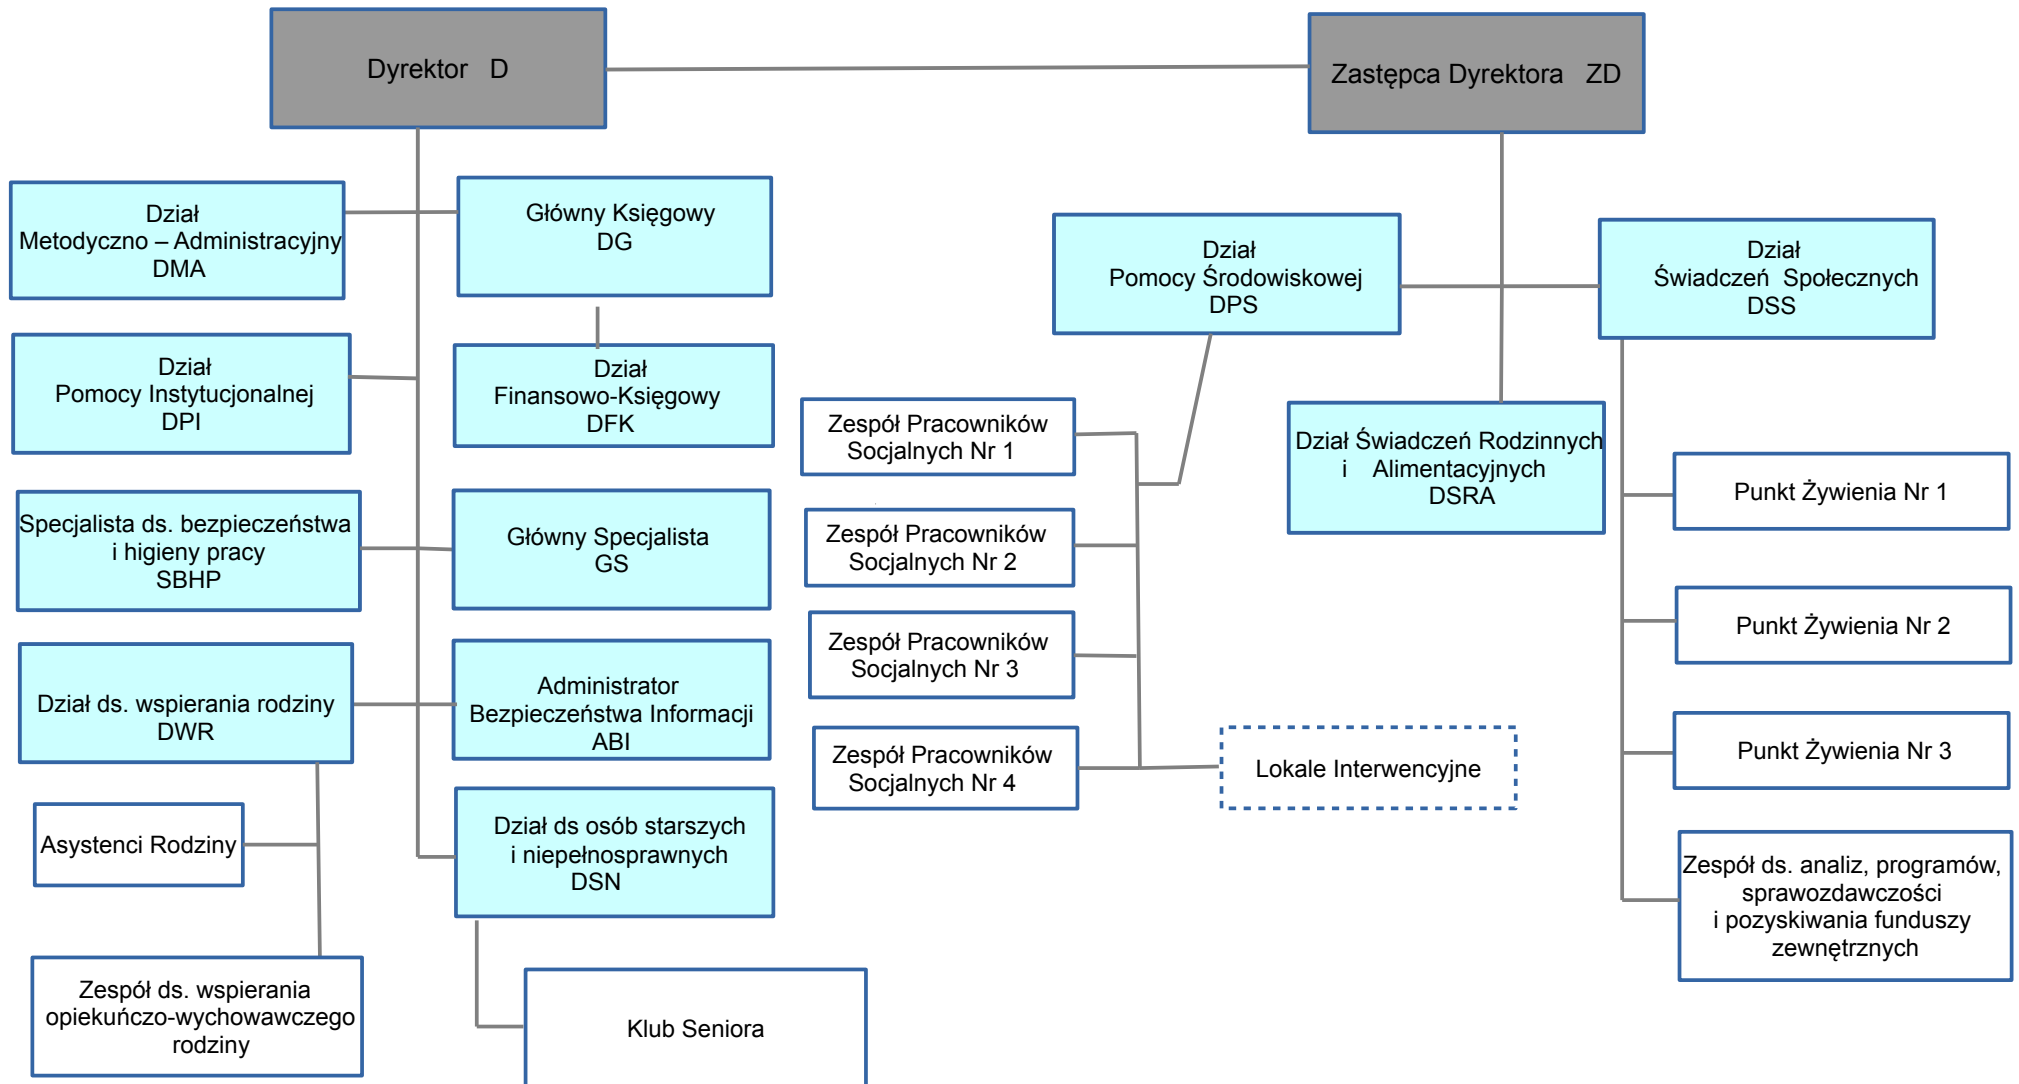 Dyrektor D
Zastępca Dyrektora ZD
Dział
Metodyczno – Administracyjny
DMA
Główny Księgowy
DG
Dział
Pomocy Środowiskowej
DPS
Dział
Świadczeń Społecznych
DSS
Dział
Pomocy Instytucjonalnej
DPI
Dział
Finansowo-Księgowy
DFK
Zespół Pracowników
Socjalnych Nr 1
Dział Świadczeń Rodzinnych
i Alimentacyjnych
DSRA
Punkt Żywienia Nr 1
Specjalista ds. bezpieczeństwa
i higieny pracy
SBHP
Główny Specjalista
GS
Zespół Pracowników
Socjalnych Nr 2
Punkt Żywienia Nr 2
Zespół Pracowników
Socjalnych Nr 3
Dział ds. wspierania rodziny
DWR
Administrator
Bezpieczeństwa Informacji
ABI
Zespół Pracowników
Socjalnych Nr 4
Lokale Interwencyjne
Punkt Żywienia Nr 3
Asystenci Rodziny
Dział ds osób starszych
i niepełnosprawnych
DSN
Zespół ds. analiz, programów,
sprawozdawczości
i pozyskiwania funduszy
zewnętrznych
Zespół ds. wspierania
opiekuńczo-wychowawczego
rodziny
Klub Seniora